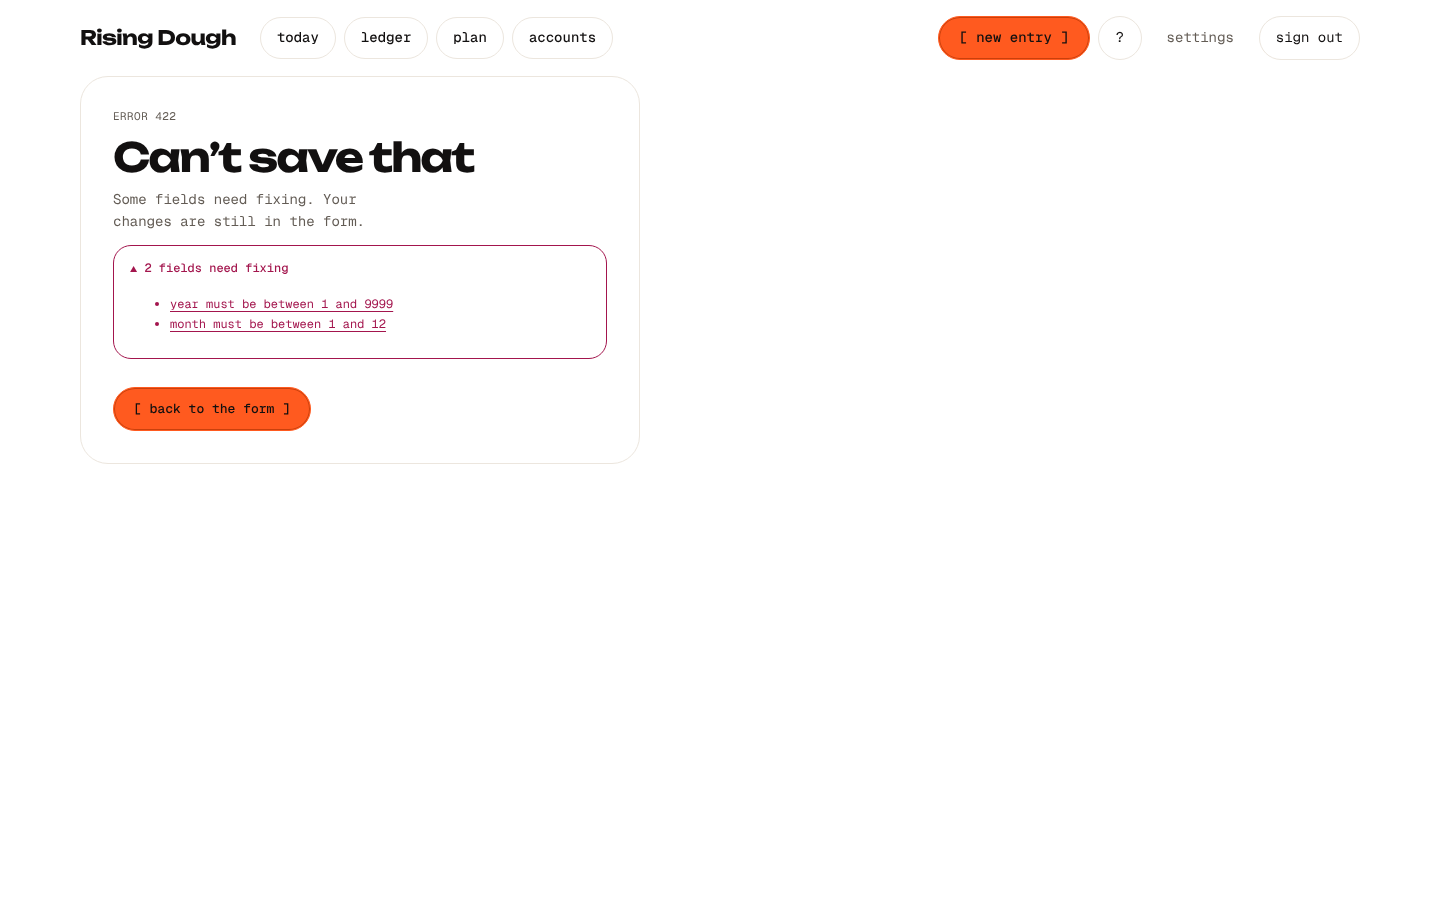 Rising Dough
today
ledger
plan
accounts
[ new entry ]
?
settings
sign out
ERROR 422
Can’t save that
Some fields need fixing. Your
changes are still in the form.
▲ 2 fields need fixing
• year must be between 1 and 9999
• month must be between 1 and 12
[ back to the form ]